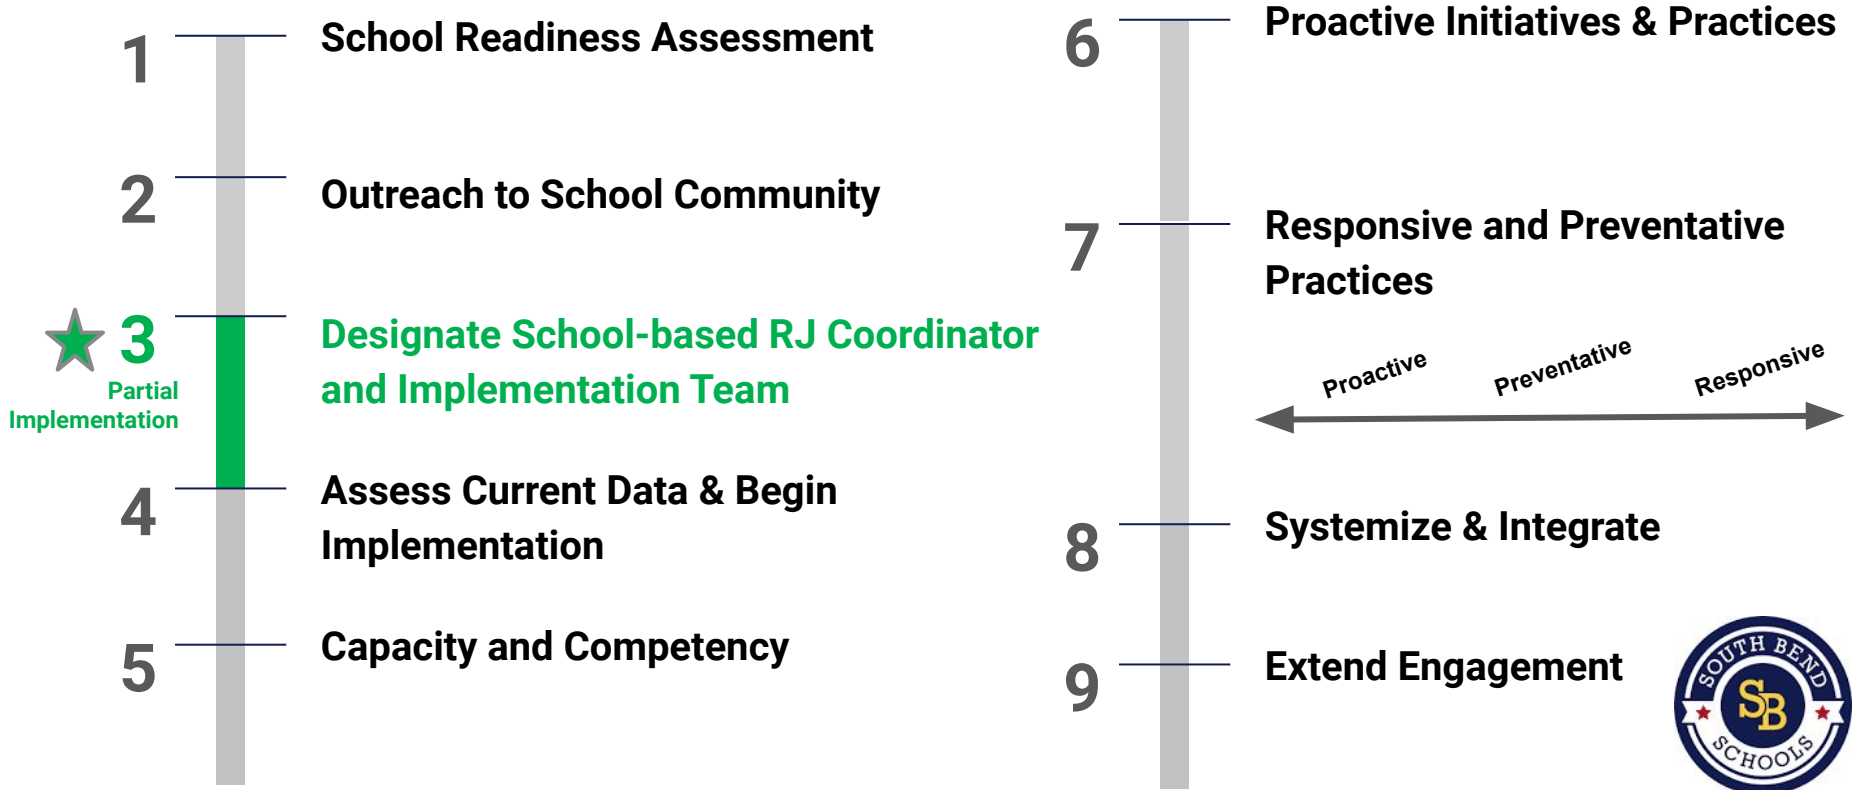 1
School Readiness Assessment
2
Outreach to School Community
3
Partial
Implementation
Designate School-based RJ Coordinator
and Implementation Team
4
Assess Current Data & Begin
Implementation
5
Capacity and Competency
6
Proactive Initiatives & Practices
7
Responsive and Preventative
Practices
Proactive Preventative Responsive
8
Systemize & Integrate
9
Extend Engagement
SOUTH BEND
SB
SCHOOLS